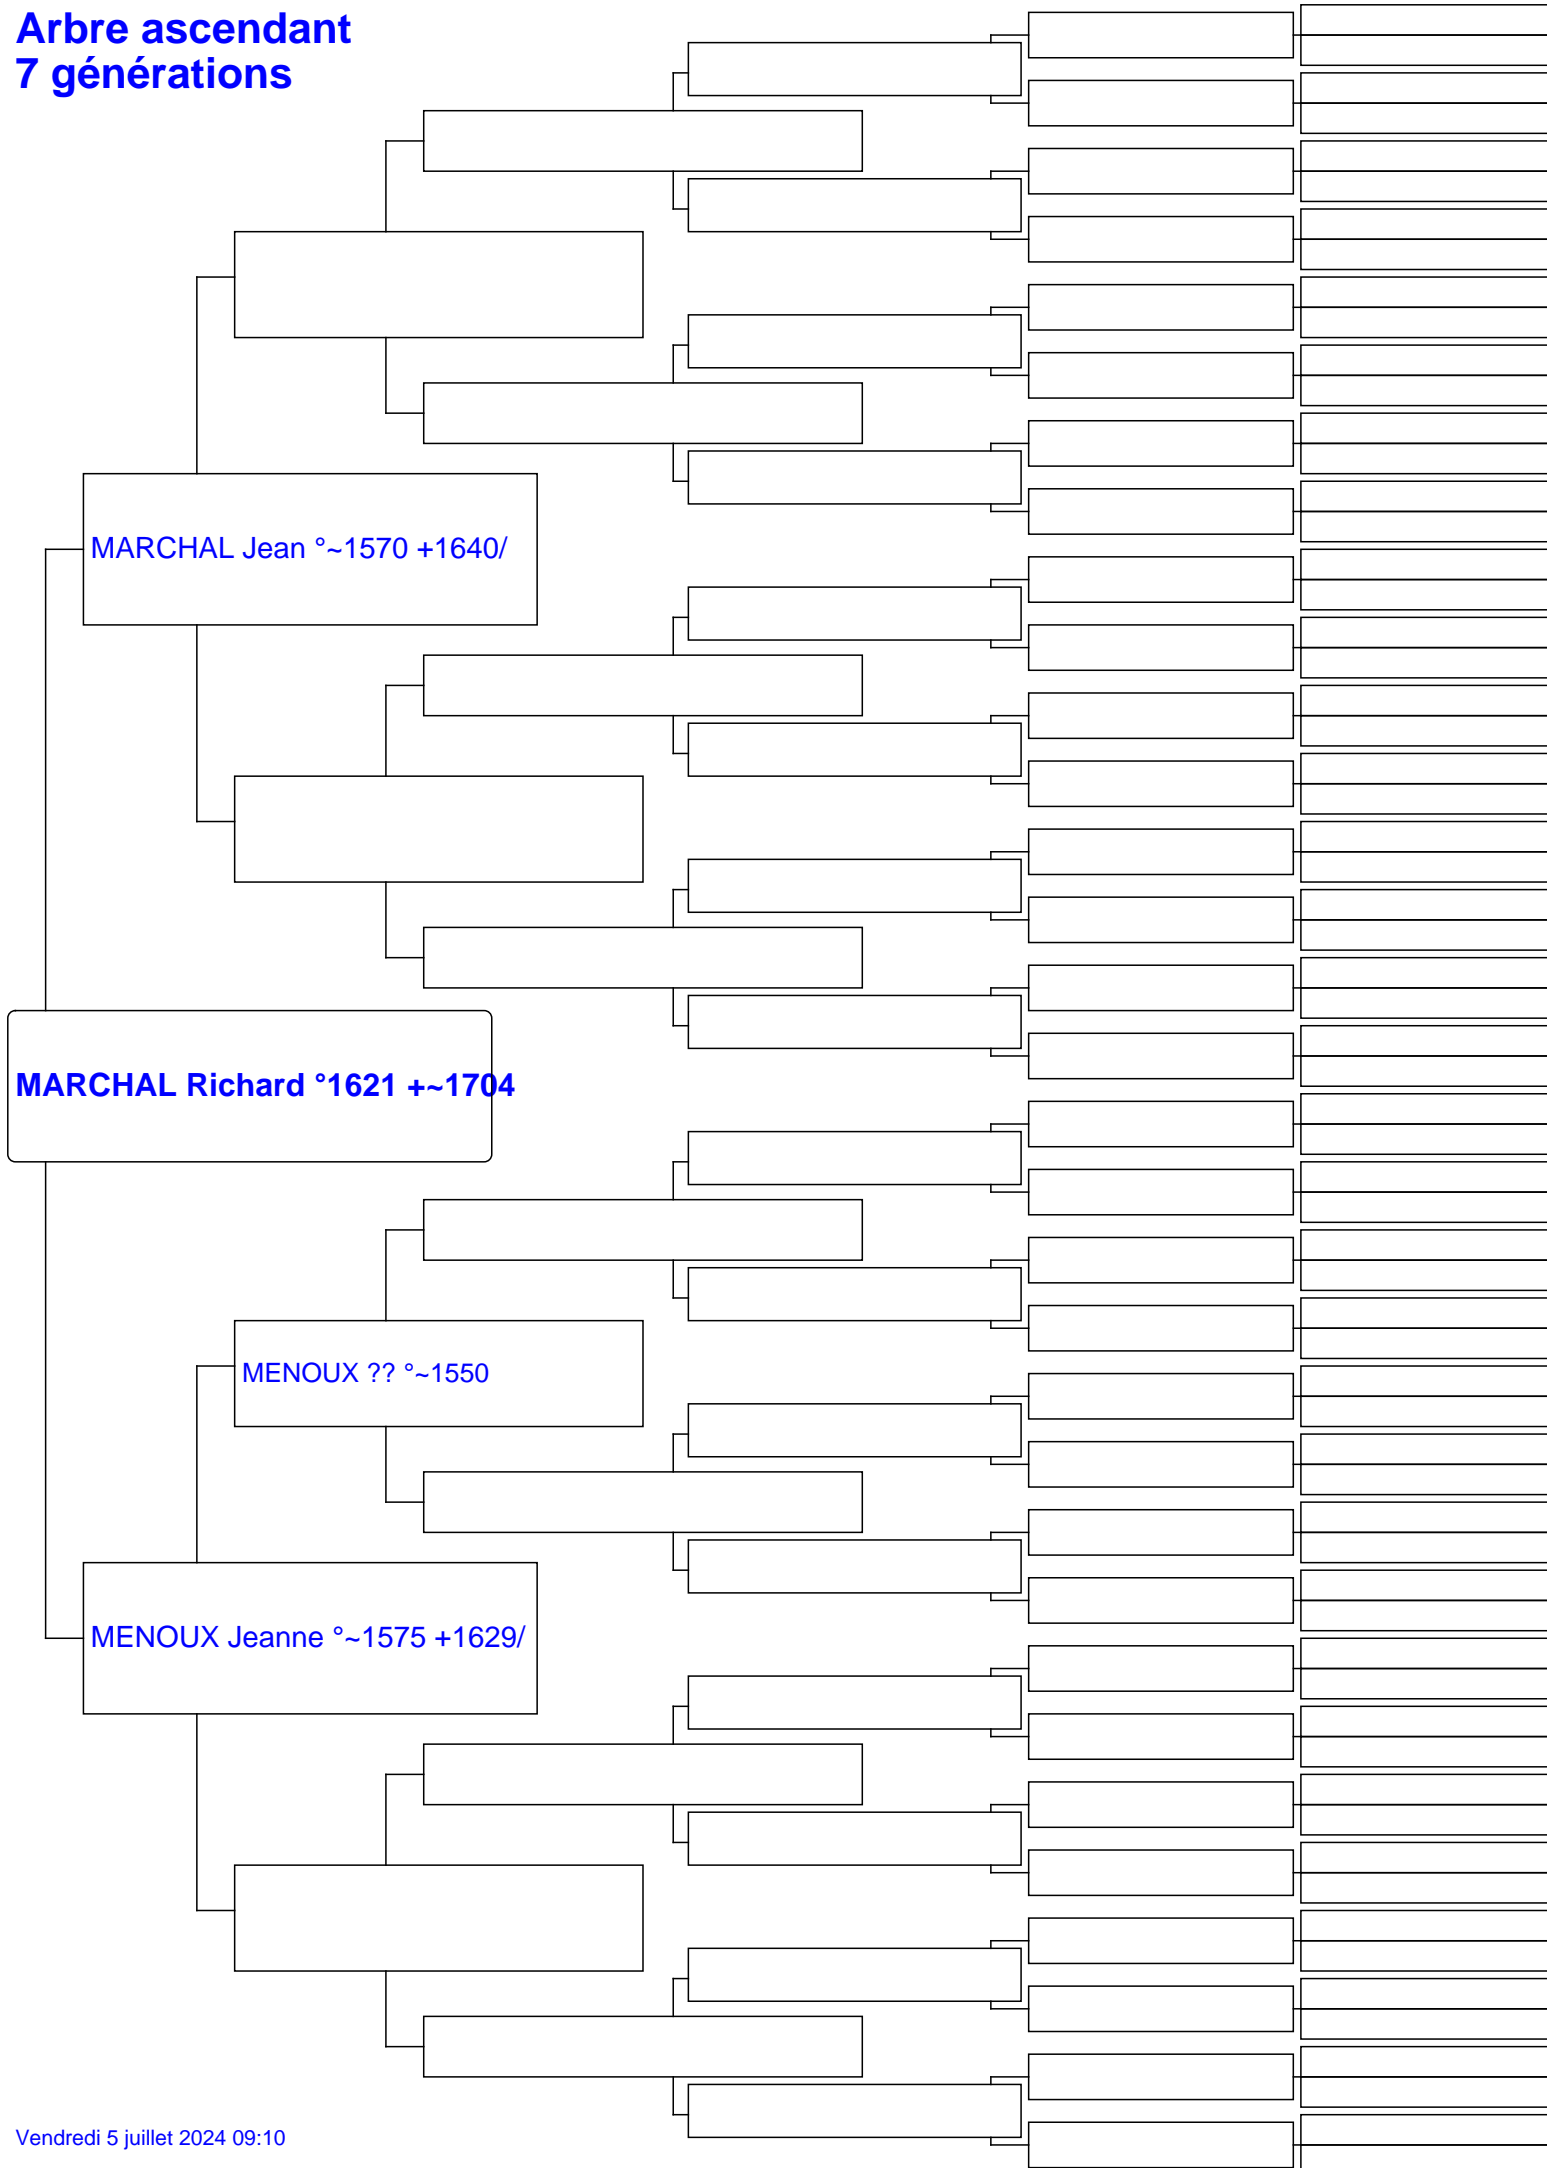 Arbre ascendant
7 générations
MARCHAL Jean °~1570 +1640/
MARCHAL Richard °1621 +~1704
MENOUX ?? °~1550
MENOUX Jeanne °~1575 +1629/
Vendredi 5 juillet 2024 09:10